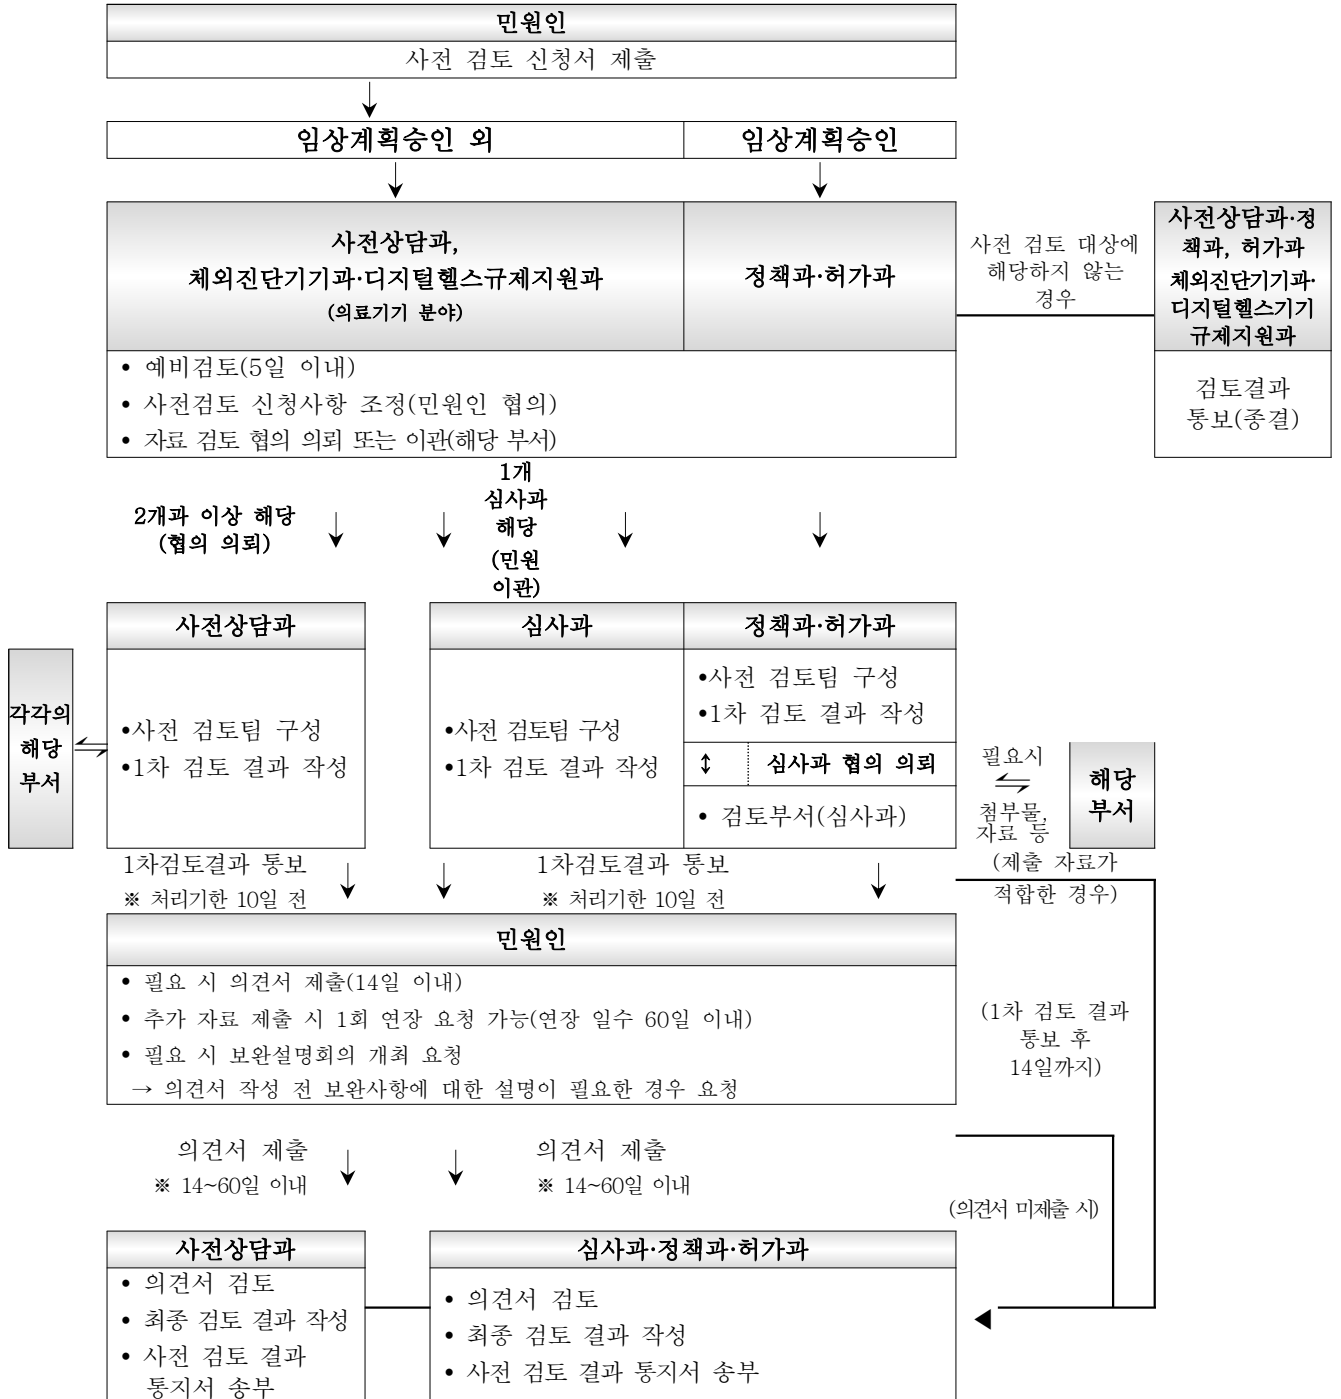 민원인
사전 검토 신청서 제출
임상계획승인 외
임상계획승인
사전상담과,
체외진단기기과·디지털헬스규제지원과
(의료기기 분야)
정책과·허가과
사전 검토 대상에
해당하지 않는
경우
사전상담과·정
책과, 허가과
체외진단기기과·
디지털헬스기기
규제지원과
• 예비검토(5일 이내)
• 사전검토 신청사항 조정(민원인 협의)
• 자료 검토 협의 의뢰 또는 이관(해당 부서)
검토결과
통보(종결)
2개과 이상 해당
(협의 의뢰)
1개
심사과
해당
(민원
이관)
사전상담과
심사과
정책과·허가과
각각의
해당
부서
•사전 검토팀 구성
•1차 검토 결과 작성
•사전 검토팀 구성
•1차 검토 결과 작성
•사전 검토팀 구성
•1차 검토 결과 작성
↕ 심사과 협의 의뢰
• 검토부서(심사과)
필요시
⇋
첨부물,
자료 등
해당
부서
(제출 자료가
적합한 경우)
1차검토결과 통보
※ 처리기한 10일 전
1차검토결과 통보
※ 처리기한 10일 전
민원인
• 필요 시 의견서 제출(14일 이내)
• 추가 자료 제출 시 1회 연장 요청 가능(연장 일수 60일 이내)
• 필요 시 보완설명회의 개최 요청
→ 의견서 작성 전 보완사항에 대한 설명이 필요한 경우 요청
(1차 검토 결과
통보 후
14일까지)
의견서 제출
※ 14~60일 이내
의견서 제출
※ 14~60일 이내
(의견서 미제출 시)
사전상담과
• 의견서 검토
• 최종 검토 결과 작성
• 사전 검토 결과
통지서 송부
심사과·정책과·허가과
• 의견서 검토
• 최종 검토 결과 작성
• 사전 검토 결과 통지서 송부